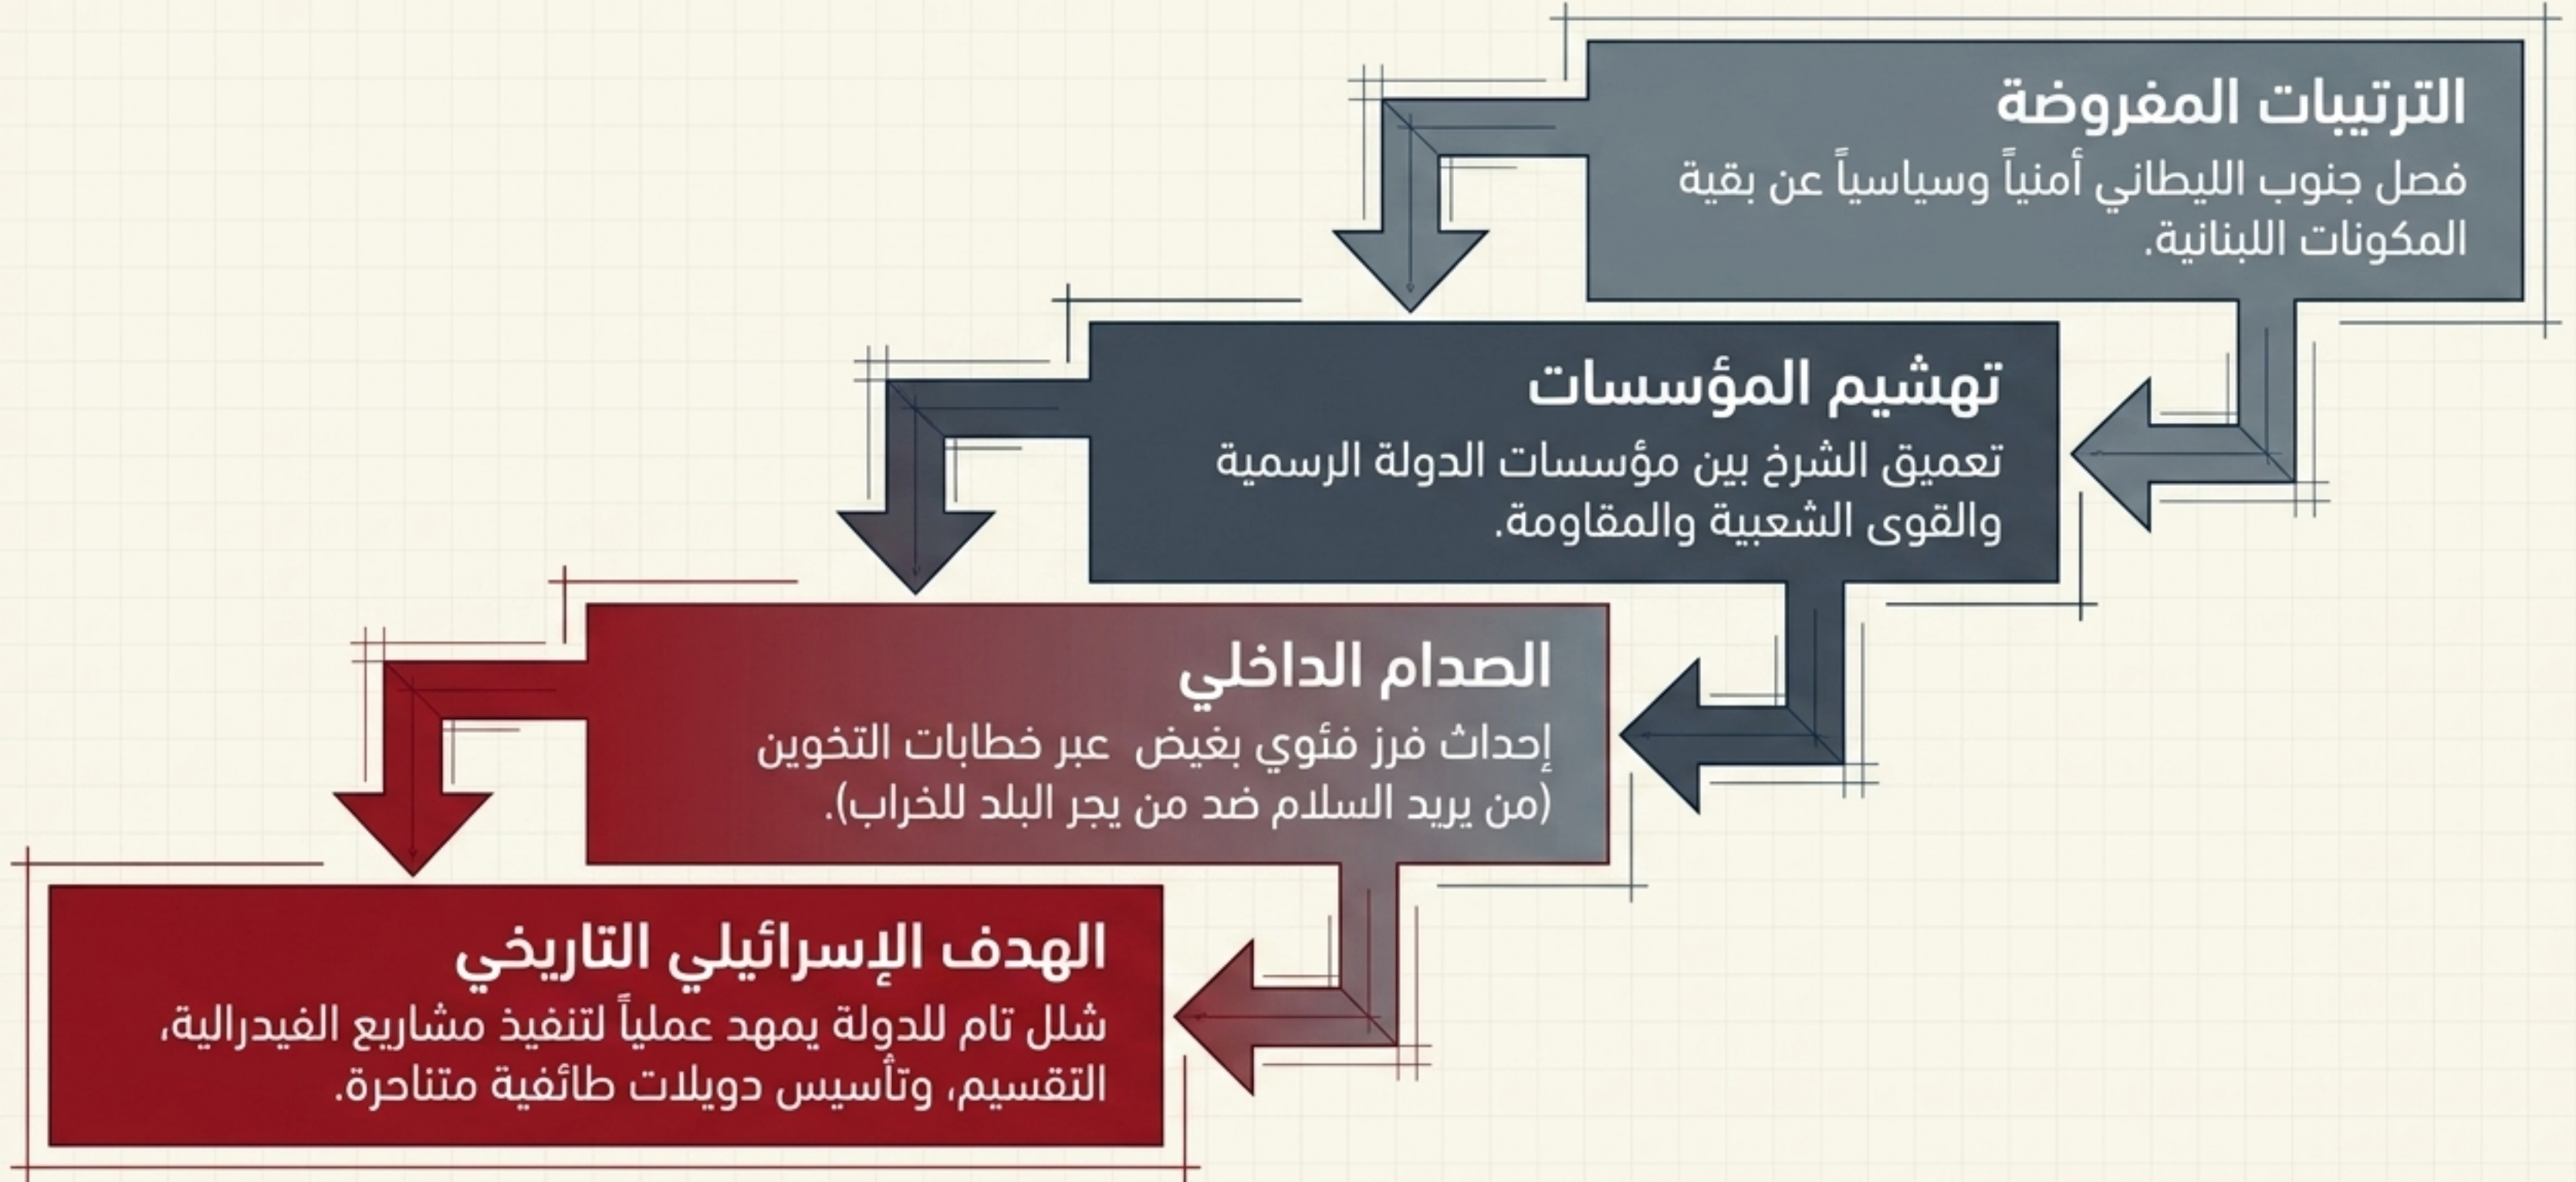 الترتيبات المفروضة
فصل جنوب الليطاني أمنياً وسياسياً عن بقية
المكونات اللبنانية.
تهشيم المؤسسات
تعميق الشرخ بين مؤسسات الدولة الرسمية
والقوى الشعبية والمقاومة.
الصدام الداخلي
إحداث فرز فئوي بغيض عبر خطابات التخوين
(من يريد السلام ضد من يجر البلد للخراب).
الهدف الإسرائيلي التاريخي
شلل تام للدولة يمهد عملياً لتنفيذ مشاريع الفيدرالية،
التقسيم، وتأسيس دويلات طائفية متناحرة.